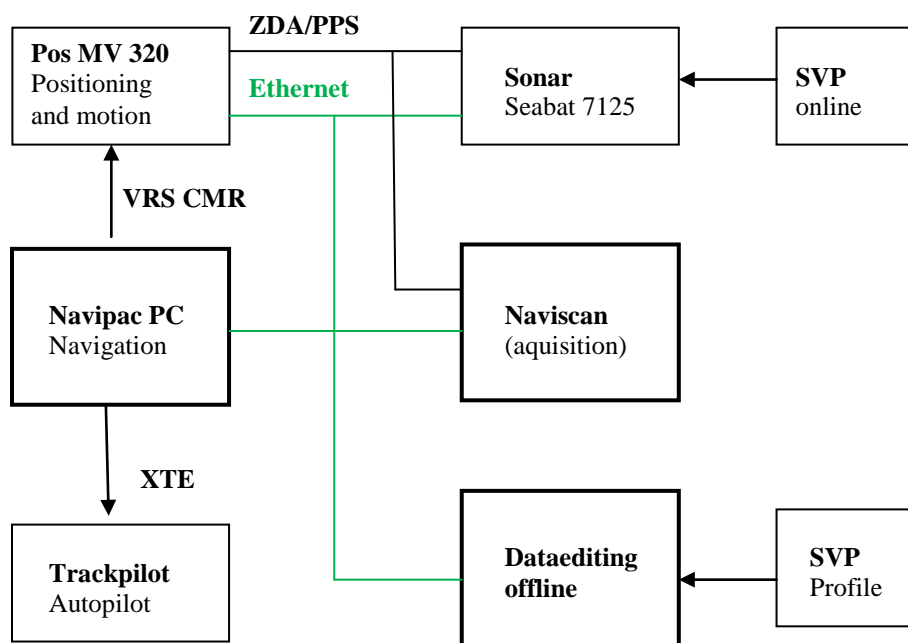 ZDA/PPS
Pos MV 320
Positioning
and motion
Ethernet
Sonar
Seabat 7125
SVP
online
VRS CMR
Navipac PC
Navigation
Naviscan
(aquisition)
XTE
Trackpilot
Autopilot
Dataediting
offline
SVP
Profile